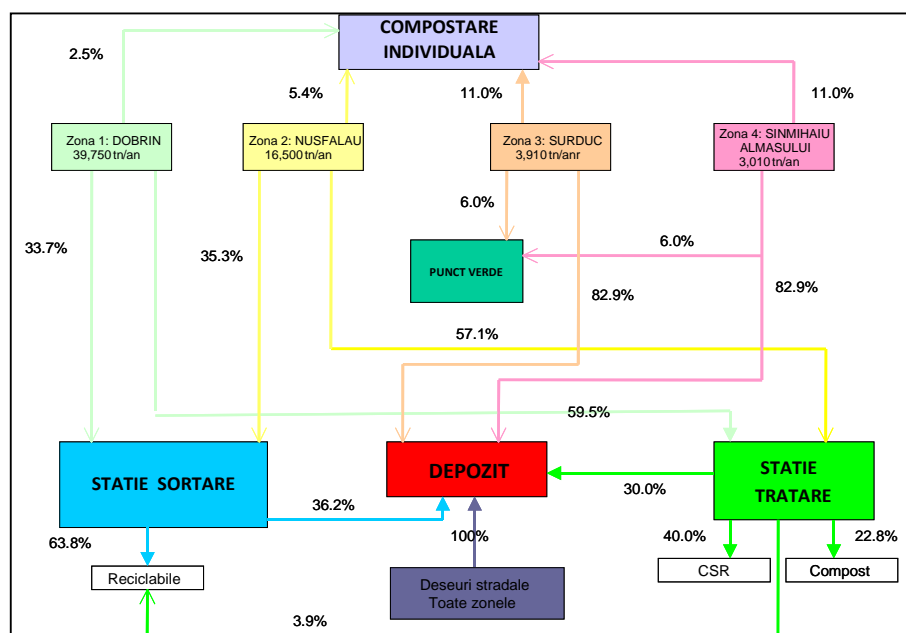 COMPOSTARE
INDIVIDUALA
2.5%
5.4%
11.0%
11.0%
Zona 1: DOBRIN
39,750 tn/an
Zona 2: NUSFALAU
16,500 tn/an
Zona 3: SURDUC
3,910 tn/anr
Zona 4: SINMIHAIU
ALMASULUI
3,010 tn/an
6.0%
6.0%
33.7%
35.3%
PUNCT VERDE
82.9%
82.9%
57.1%
59.5%
STATIE SORTARE
DEPOZIT
STATIE
TRATARE
36.2%
30.0%
63.8%
100%
40.0%
22.8%
Reciclabile
Deseuri stradale
Toate zonele
CSR
Compost
3.9%